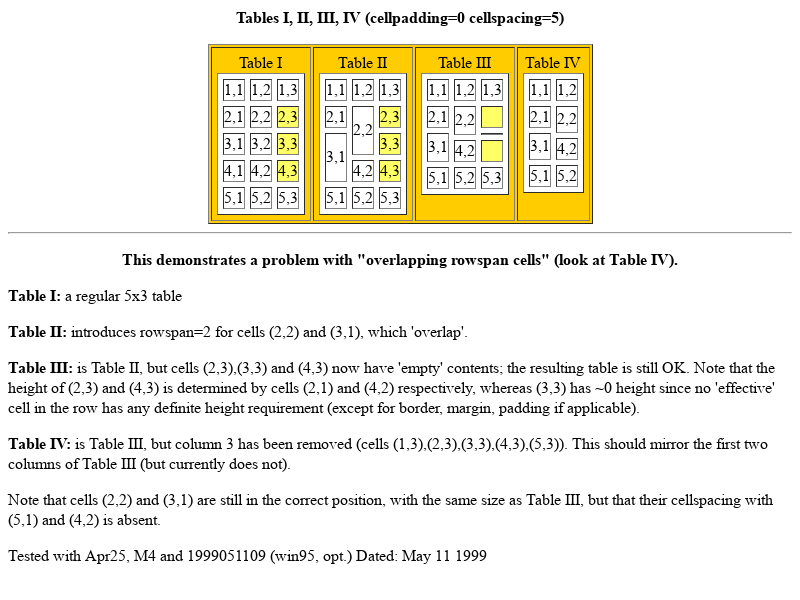 Tables I, II, III, IV (cellpadding=0 cellspacing=5)
Table I
1,1 1,2 1,3
2,1 2,2 2,3
3,1 3,2 3,3
4,1 4,2 4,3
5,1 5,2 5,3
Table II
1,1 1,2 1,3
2,1 2,2 2,3
3,1 3,3
4,2 4,3
5,1 5,2 5,3
Table III
1,1 1,2 1,3
2,1 2,2
3,1 4,2
5,1 5,2 5,3
Table IV
1,1 1,2
2,1 2,2
3,1 4,2
5,1 5,2
This demonstrates a problem with "overlapping rowspan cells" (look at Table IV).
Table I: a regular 5x3 table
Table II: introduces rowspan=2 for cells (2,2) and (3,1), which 'overlap'.
Table III: is Table II, but cells (2,3),(3,3) and (4,3) now have 'empty' contents; the resulting table is still OK. Note that the
height of (2,3) and (4,3) is determined by cells (2,1) and (4,2) respectively, whereas (3,3) has ~0 height since no 'effective'
cell in the row has any definite height requirement (except for border, margin, padding if applicable).
Table IV: is Table III, but column 3 has been removed (cells (1,3),(2,3),(3,3),(4,3),(5,3)). This should mirror the first two
columns of Table III (but currently does not).
Note that cells (2,2) and (3,1) are still in the correct position, with the same size as Table III, but that their cellspacing with
(5,1) and (4,2) is absent.
Tested with Apr25, M4 and 1999051109 (win95, opt.) Dated: May 11 1999